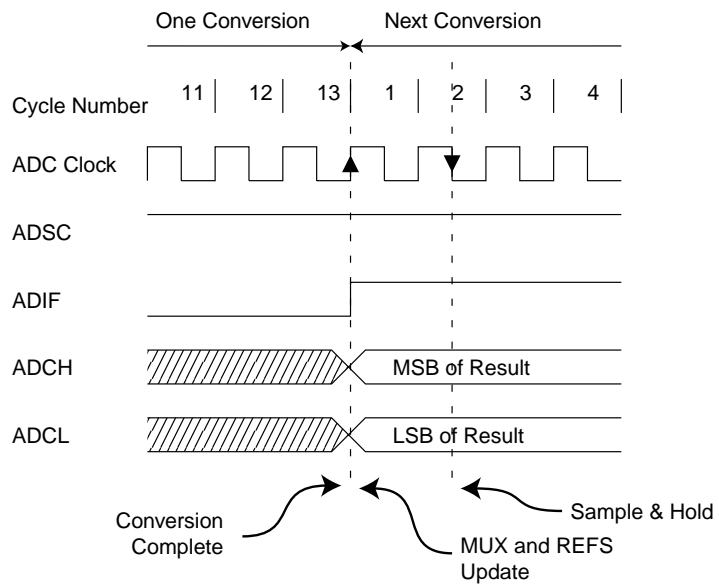 One Conversion Next Conversion
Cycle Number 11 12 13 1 2 3 4
ADC Clock
ADSC
ADIF
ADCH MSB of Result
ADCL LSB of Result
Sample & Hold
Conversion
Complete
MUX and REFS
Update